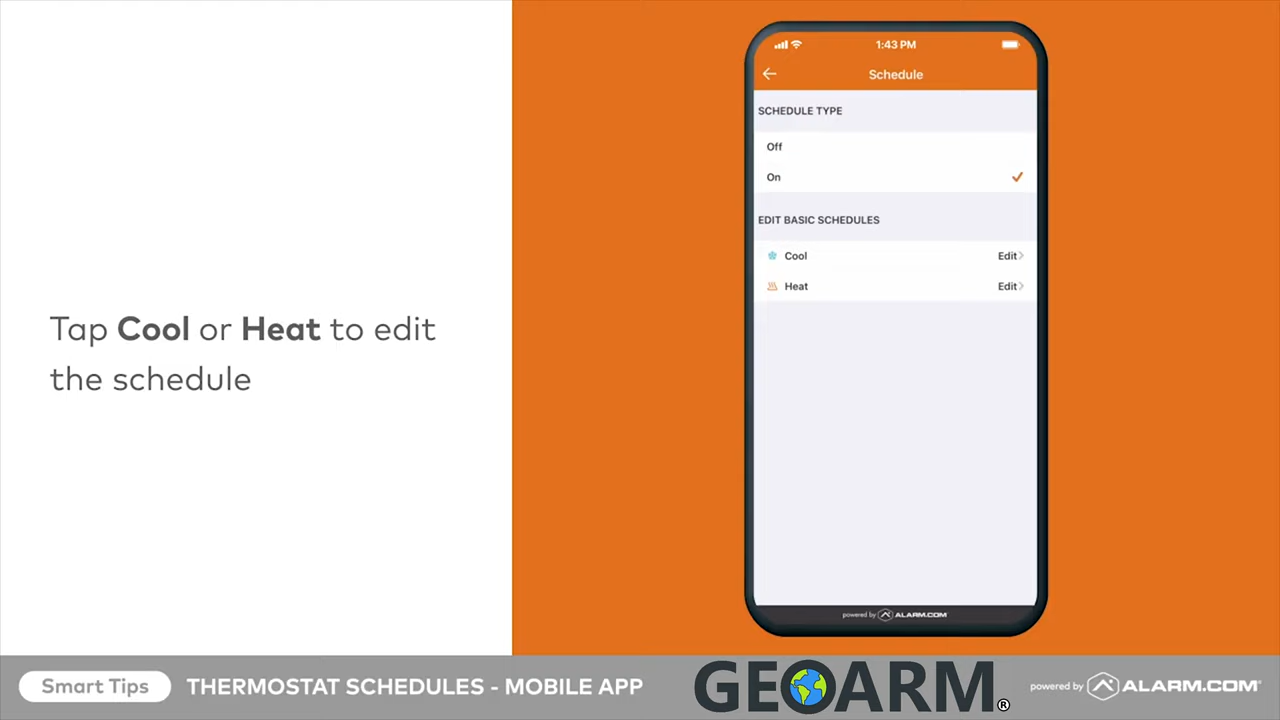 Tap Cool or Heat to edit
the schedule
1:43 PM
Schedule
SCHEDULE TYPE
Off
On
EDIT BASIC SCHEDULES
Cool Edit
Heat Edit
powered by ALARM.COM
Smart Tips THERMOSTAT SCHEDULES - MOBILE APP GEOARM® powered by ALARM.COM